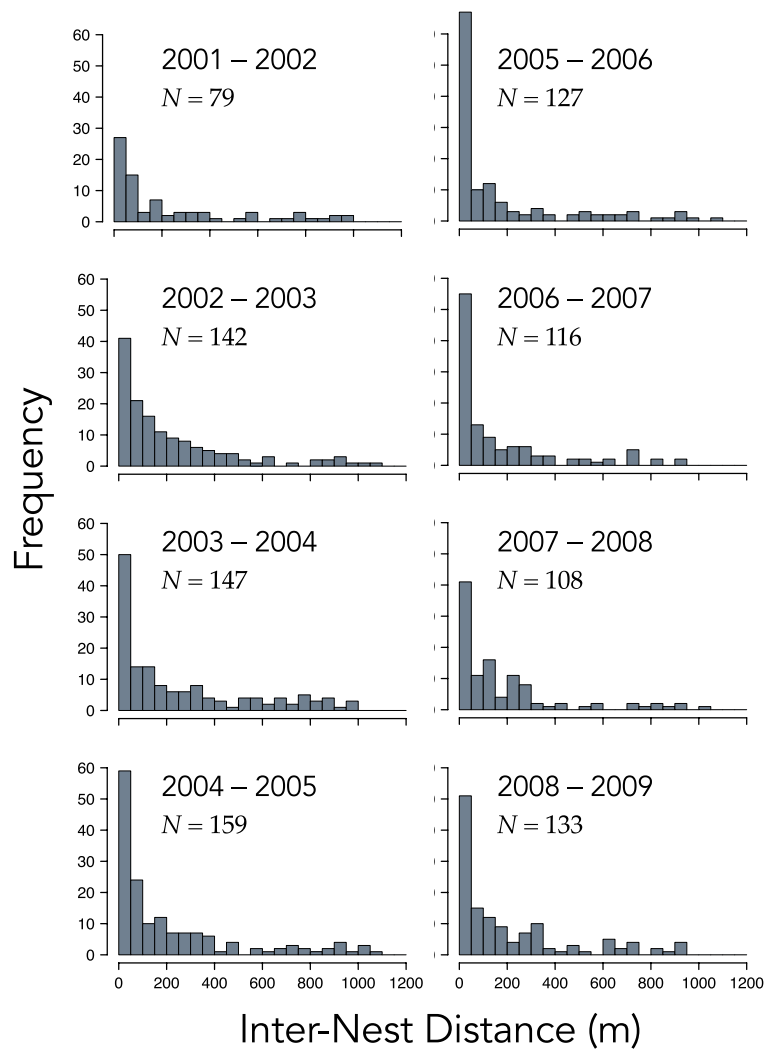 2001 – 2002
N = 79
60
50
40
30
20
10
0
2005 – 2006
N = 127
2002 – 2003
N = 142
60
50
40
30
20
10
0
2006 – 2007
N = 116
2003 – 2004
N = 147
60
50
40
30
20
10
0
2007 – 2008
N = 108
2004 – 2005
N = 159
60
50
40
30
20
10
0
0 200 400 600 800 1000 1200
2008 – 2009
N = 133
0 200 400 600 800 1000 1200
Frequency
Inter-Nest Distance (m)